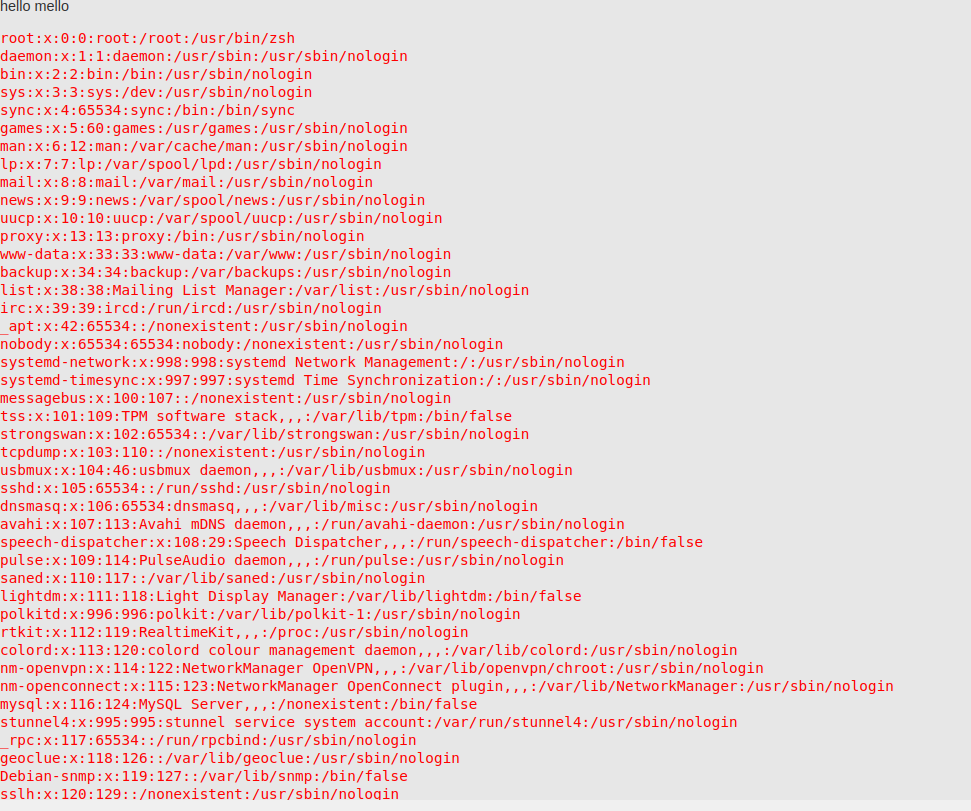 hello mello
root:x:0:0:root:/root:/usr/bin/zsh
daemon:x:1:1:daemon:/usr/sbin:/usr/sbin/nologin
bin:x:2:2:bin:/bin:/usr/sbin/nologin
sys:x:3:3:sys:/dev:/usr/sbin/nologin
sync:x:4:65534:sync:/bin:/bin/sync
games:x:5:60:games:/usr/games:/usr/sbin/nologin
man:x:6:12:man:/var/cache/man:/usr/sbin/nologin
lp:x:7:7:lp:/var/spool/lpd:/usr/sbin/nologin
mail:x:8:8:mail:/var/mail:/usr/sbin/nologin
news:x:9:9:news:/var/spool/news:/usr/sbin/nologin
uucp:x:10:10:uucp:/var/spool/uucp:/usr/sbin/nologin
proxy:x:13:13:proxy:/bin:/usr/sbin/nologin
www-data:x:33:33:www-data:/var/www:/usr/sbin/nologin
backup:x:34:34:backup:/var/backups:/usr/sbin/nologin
list:x:38:38:Mailing List Manager:/var/list:/usr/sbin/nologin
irc:x:39:39:ircd:/run/ircd:/usr/sbin/nologin
_apt:x:42:65534::/nonexistent:/usr/sbin/nologin
nobody:x:65534:65534:nobody:/nonexistent:/usr/sbin/nologin
systemd-network:x:998:998:systemd Network Management:/:/usr/sbin/nologin
systemd-timesync:x:997:997:systemd Time Synchronization:/:/usr/sbin/nologin
messagebus:x:100:107::/nonexistent:/usr/sbin/nologin
tss:x:101:109:TPM software stack,,,:/var/lib/tpm:/bin/false
strongswan:x:102:65534::/var/lib/strongswan:/usr/sbin/nologin
tcpdump:x:103:110::/nonexistent:/usr/sbin/nologin
usbmux:x:104:46:usbmux daemon,,,:/var/lib/usbmux:/usr/sbin/nologin
sshd:x:105:65534::/run/sshd:/usr/sbin/nologin
dnsmasq:x:106:65534:dnsmasq,,,:/var/lib/misc:/usr/sbin/nologin
avahi:x:107:113:Avahi mDNS daemon,,,:/run/avahi-daemon:/usr/sbin/nologin
speech-dispatcher:x:108:29:Speech Dispatcher,,,:/run/speech-dispatcher:/bin/false
pulse:x:109:114:PulseAudio daemon,,,:/run/pulse:/usr/sbin/nologin
saned:x:110:117::/var/lib/saned:/usr/sbin/nologin
lightdm:x:111:118:Light Display Manager:/var/lib/lightdm:/bin/false
polkitd:x:996:996:polkit:/var/lib/polkit-1:/usr/sbin/nologin
rtkit:x:112:119:RealtimeKit,,,:/proc:/usr/sbin/nologin
colord:x:113:120:colord colour management daemon,,,:/var/lib/colord:/usr/sbin/nologin
nm-openvpn:x:114:122:NetworkManager OpenVPN,,,:/var/lib/openvpn/chroot:/usr/sbin/nologin
nm-openconnect:x:115:123:NetworkManager OpenConnect plugin,,,:/var/lib/NetworkManager:/usr/sbin/nologin
mysql:x:116:124:MySQL Server,,,:/nonexistent:/bin/false
stunnel4:x:995:995:stunnel service system account:/var/run/stunnel4:/usr/sbin/nologin
_rpc:x:117:65534::/run/rpcbind:/usr/sbin/nologin
geoclue:x:118:126::/var/lib/geoclue:/usr/sbin/nologin
Debian-snmp:x:119:127::/var/lib/snmp:/bin/false
sslh:x:120:129::/nonexistent:/usr/sbin/nologin